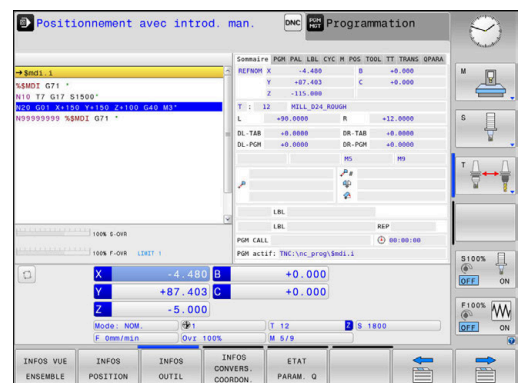 Positionnement avec introd. man.
DNC
PGM
MGT
Programmation
→$mdi.i
%$MDI G71 *
N10 T7 G17 S1500*
N20 G01 X+150 Y+150 Z+100 G40 M3*
N99999999 %$MDI G71 *
Sommaire PGM PAL LBL CYC M POS TOOL TT TRANS QPARA
REFNOM X -4.480 B +0.000
Y +87.403 C +0.000
Z -115.000
T : 12 MILL_D24_ROUGH
L +90.0000 R +12.0000
DL-TAB +0.0000 DR-TAB +0.0000
DL-PGM +0.0000 DR-PGM +0.0000
M5 M9
LBL
LBL REP
PGM CALL 00:00:00
PGM actif: TNC:\nc_prog\$mdi.i
100% S-OVR
100% F-OVR LIMIT 1
X -4.480 B +0.000
Y +87.403 C +0.000
Z -5.000
Mode: NOM. 1 T 12 Z S 1800
F 0mm/min Ovr 100% M 5/9
M
S
T
S100%
OFF ON
F100%
OFF ON
INFOS VUE ENSEMBLE
INFOS POSITION
INFOS OUTIL
INFOS CONVERS. COORDON.
ETAT PARAM. Q